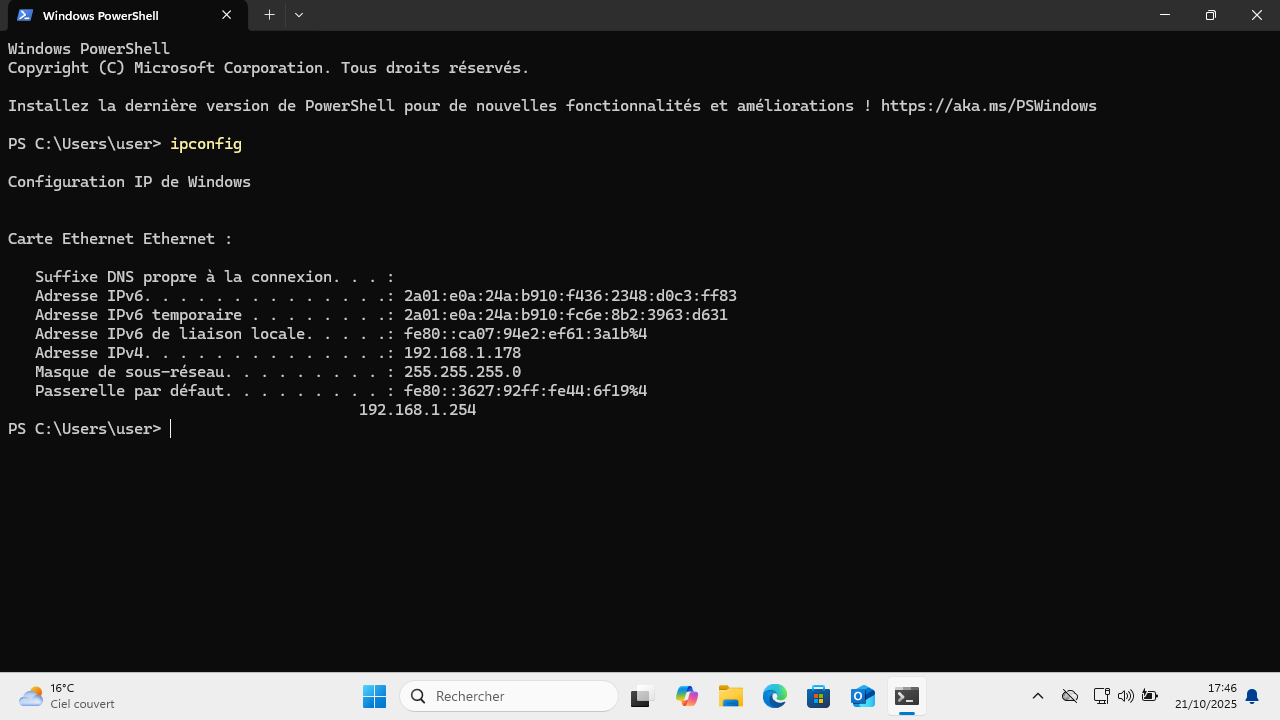 Windows PowerShell
Windows PowerShell
Copyright (C) Microsoft Corporation. Tous droits réservés.
Installez la dernière version de PowerShell pour de nouvelles fonctionnalités et améliorations ! https://aka.ms/PSWindows
PS C:\Users\user> ipconfig
Configuration IP de Windows
Carte Ethernet Ethernet :
Suffixe DNS propre à la connexion. . . :
Adresse IPv6. . . . . . . . . . . . . .: 2a01:e0a:24a:b910:f436:2348:d0c3:ff83
Adresse IPv6 temporaire . . . . . . . .: 2a01:e0a:24a:b910:fc6e:8b2:3963:d631
Adresse IPv6 de liaison locale. . . . .: fe80::ca07:94e2:ef61:3a1b%4
Adresse IPv4. . . . . . . . . . . . . .: 192.168.1.178
Masque de sous-réseau. . . . . . . . . : 255.255.255.0
Passerelle par défaut. . . . . . . . . : fe80::3627:92ff:fe44:6f19%4
192.168.1.254
PS C:\Users\user>
16°C
Ciel couvert
Rechercher
17:46
21/10/2025